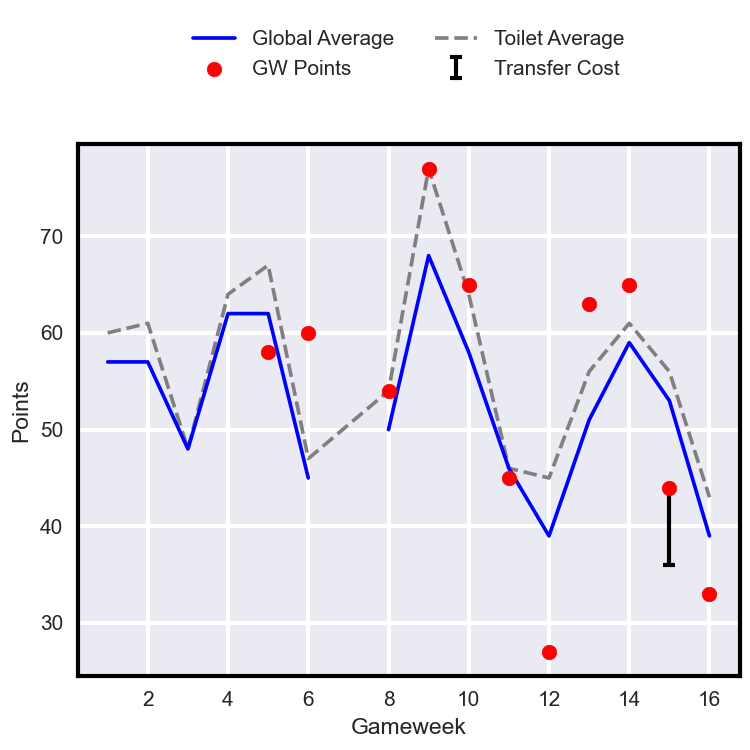 Global Average
Toilet Average
GW Points
Transfer Cost
Points
70
60
50
40
30
2 4 6 8 10 12 14 16
Gameweek